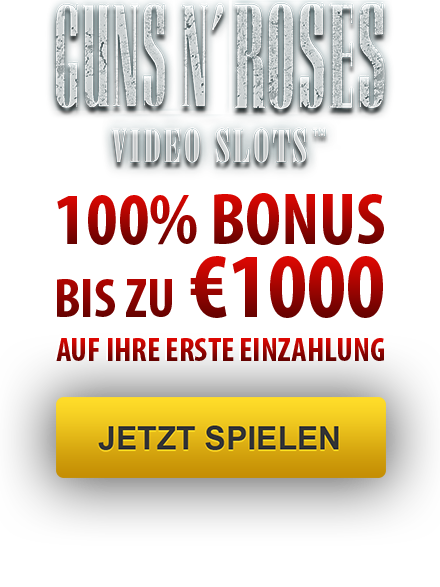 GUNS N' ROSES
VIDEO SLOTS™
100% BONUS
BIS ZU €1000
AUF IHRE ERSTE EINZAHLUNG
JETZT SPIELEN